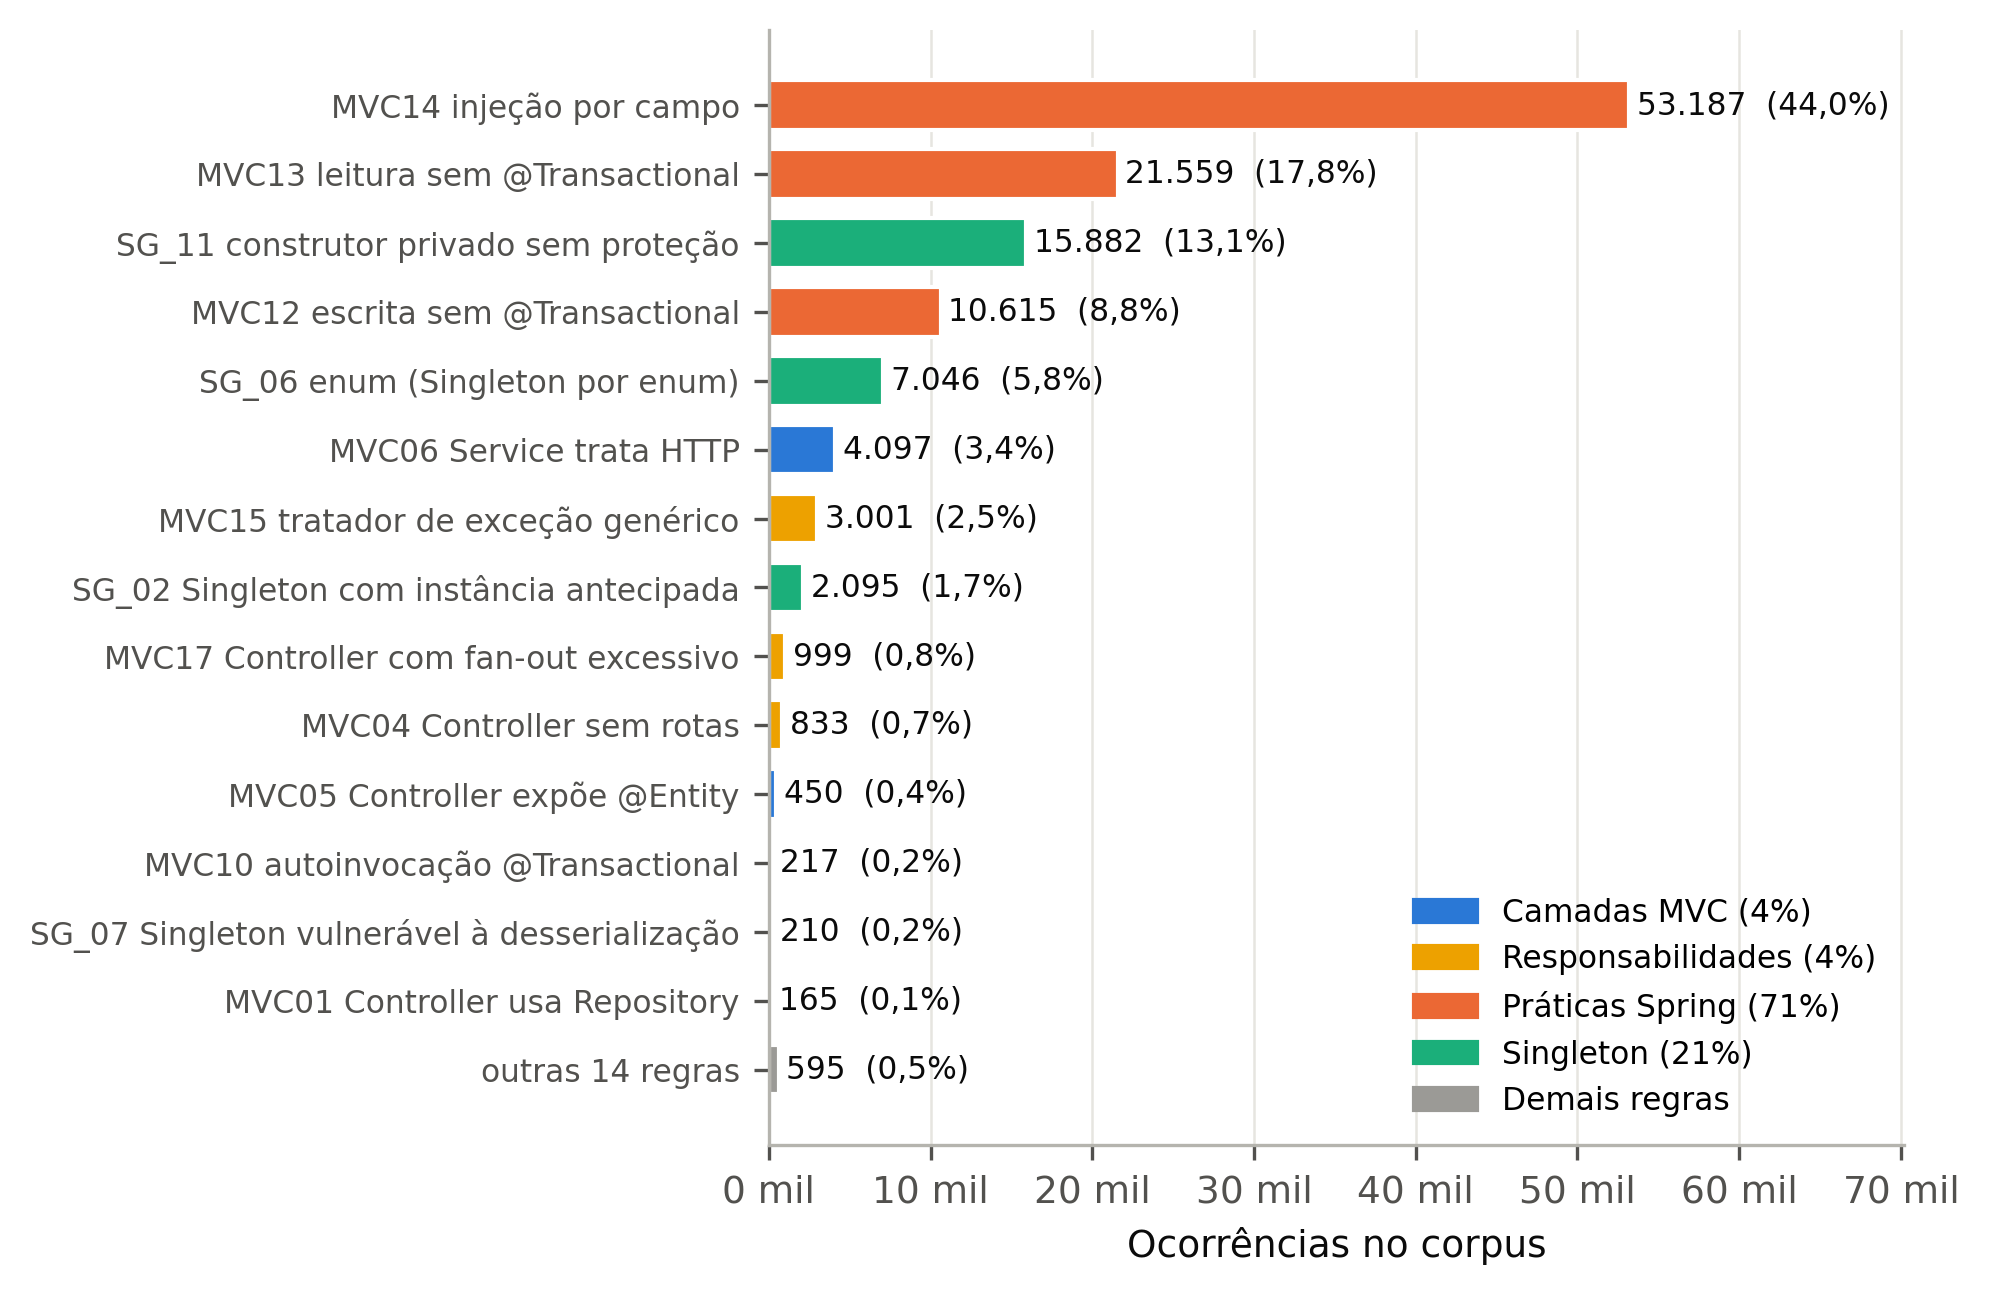 MVC14 injeção por campo 53.187 (44,0%)
MVC13 leitura sem @Transactional 21.559 (17,8%)
SG_11 construtor privado sem proteção 15.882 (13,1%)
MVC12 escrita sem @Transactional 10.615 (8,8%)
SG_06 enum (Singleton por enum) 7.046 (5,8%)
MVC06 Service trata HTTP 4.097 (3,4%)
MVC15 tratador de exceção genérico 3.001 (2,5%)
SG_02 Singleton com instância antecipada 2.095 (1,7%)
MVC17 Controller com fan-out excessivo 999 (0,8%)
MVC04 Controller sem rotas 833 (0,7%)
MVC05 Controller expõe @Entity 450 (0,4%)
MVC10 autoinvocação @Transactional 217 (0,2%)
SG_07 Singleton vulnerável à desserialização 210 (0,2%)
MVC01 Controller usa Repository 165 (0,1%)
outras 14 regras 595 (0,5%)
Camadas MVC (4%)
Responsabilidades (4%)
Práticas Spring (71%)
Singleton (21%)
Demais regras
0 mil 10 mil 20 mil 30 mil 40 mil 50 mil 60 mil 70 mil
Ocorrências no corpus